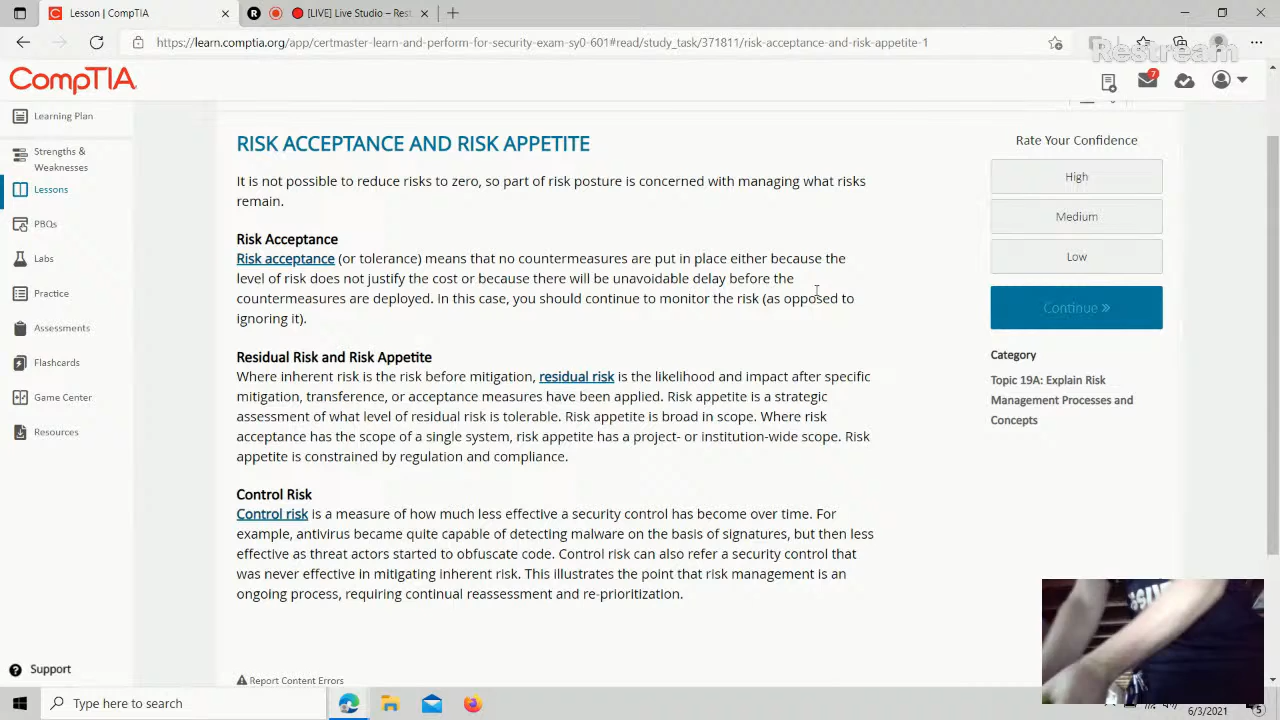 Lesson | CompTIA
[LIVE] Live Studio – Rest
https://learn.comptia.org/app/certmaster-learn-and-perform-for-security-exam-sy0-601#read/study_task/371811/risk-acceptance-and-risk-appetite-1
Restream
CompTIA.
7
Learning Plan
Strengths &
Weaknesses
Lessons
PBQs
Labs
Practice
Assessments
Flashcards
Game Center
Resources
Support
RISK ACCEPTANCE AND RISK APPETITE
It is not possible to reduce risks to zero, so part of risk posture is concerned with managing what risks
remain.
Risk Acceptance
Risk acceptance (or tolerance) means that no countermeasures are put in place either because the
level of risk does not justify the cost or because there will be unavoidable delay before the
countermeasures are deployed. In this case, you should continue to monitor the risk (as opposed to
ignoring it).
Residual Risk and Risk Appetite
Where inherent risk is the risk before mitigation, residual risk is the likelihood and impact after specific
mitigation, transference, or acceptance measures have been applied. Risk appetite is a strategic
assessment of what level of residual risk is tolerable. Risk appetite is broad in scope. Where risk
acceptance has the scope of a single system, risk appetite has a project- or institution-wide scope. Risk
appetite is constrained by regulation and compliance.
Control Risk
Control risk is a measure of how much less effective a security control has become over time. For
example, antivirus became quite capable of detecting malware on the basis of signatures, but then less
effective as threat actors started to obfuscate code. Control risk can also refer a security control that
was never effective in mitigating inherent risk. This illustrates the point that risk management is an
ongoing process, requiring continual reassessment and re-prioritization.
Report Content Errors
Rate Your Confidence
High
Medium
Low
Continue »
Category
Topic 19A: Explain Risk
Management Processes and
Concepts
Type here to search
6/3/2021
5